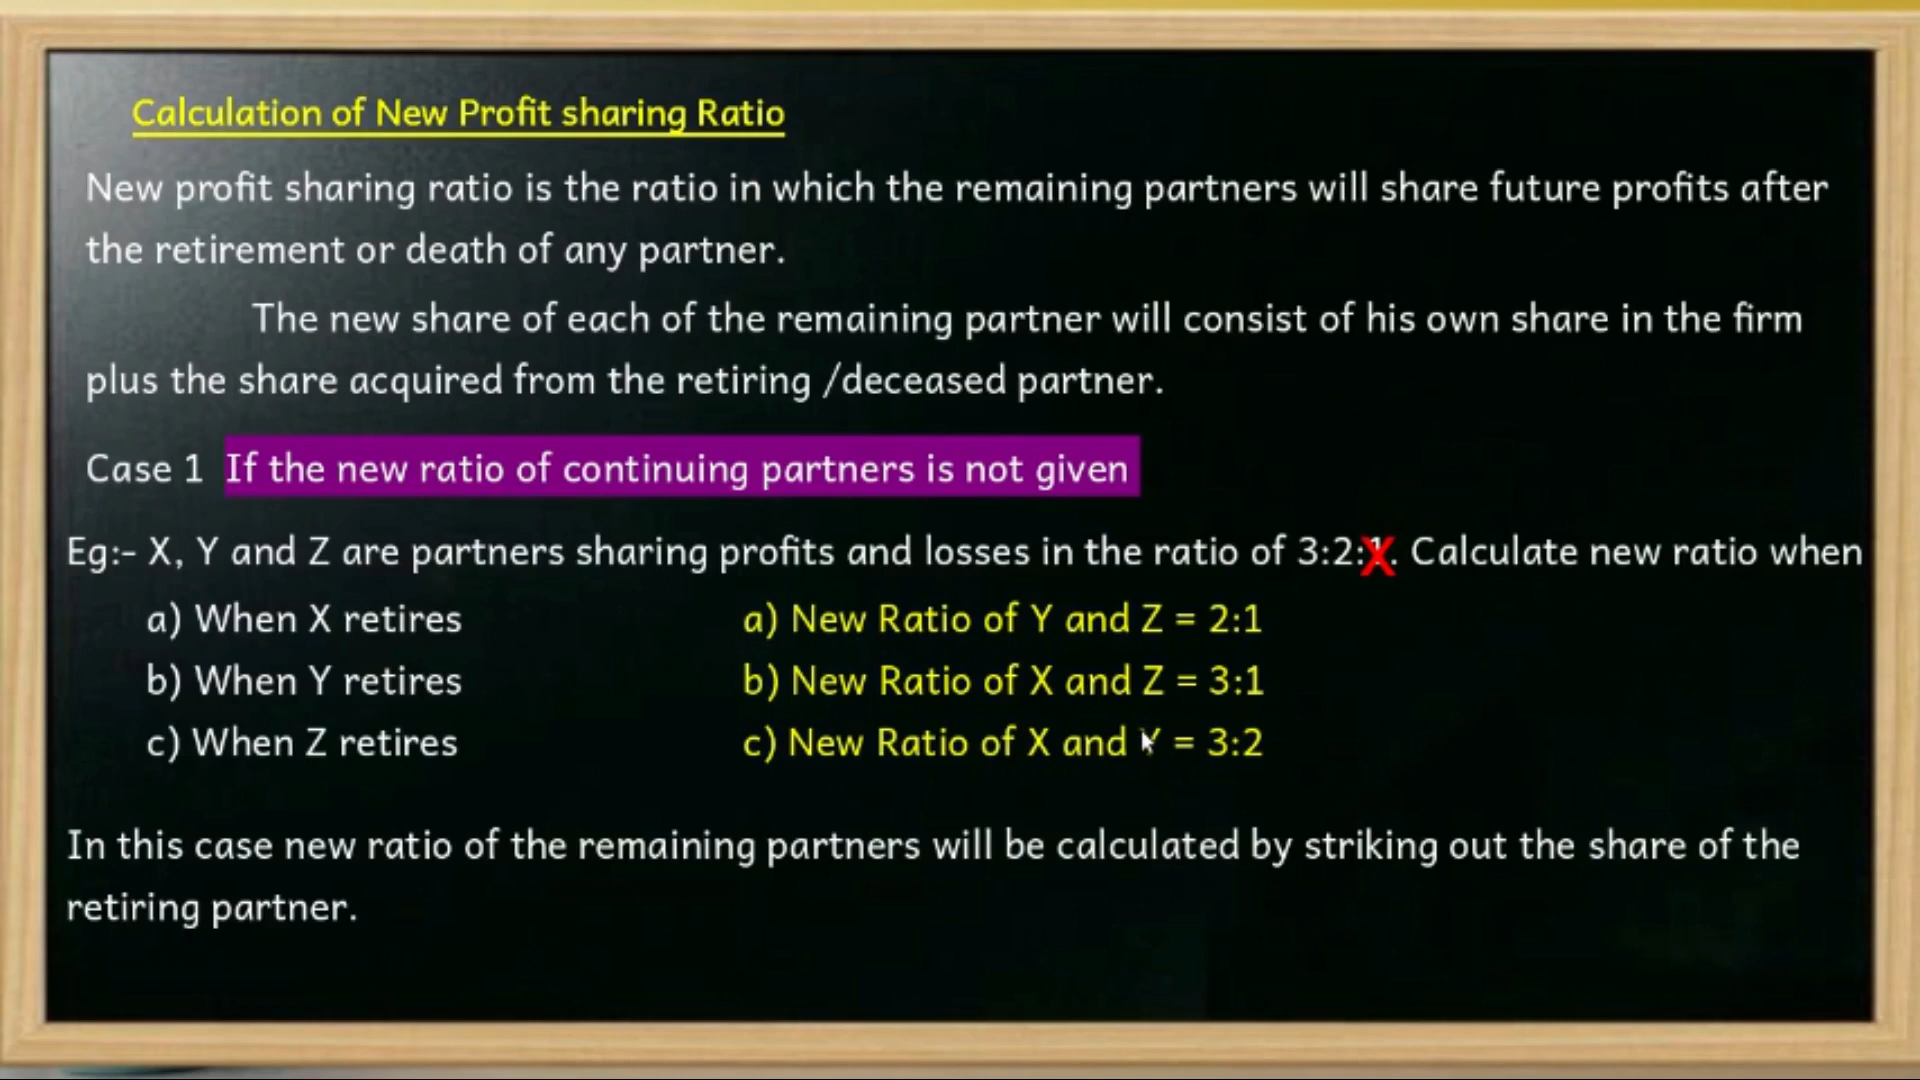 Calculation of New Profit sharing Ratio
New profit sharing ratio is the ratio in which the remaining partners will share future profits after
the retirement or death of any partner.
The new share of each of the remaining partner will consist of his own share in the firm
plus the share acquired from the retiring /deceased partner.
Case 1 If the new ratio of continuing partners is not given
Eg:- X, Y and Z are partners sharing profits and losses in the ratio of 3:2:1. Calculate new ratio when
a) When X retires a) New Ratio of Y and Z = 2:1
b) When Y retires b) New Ratio of X and Z = 3:1
c) When Z retires c) New Ratio of X and Y = 3:2
In this case new ratio of the remaining partners will be calculated by striking out the share of the
retiring partner.